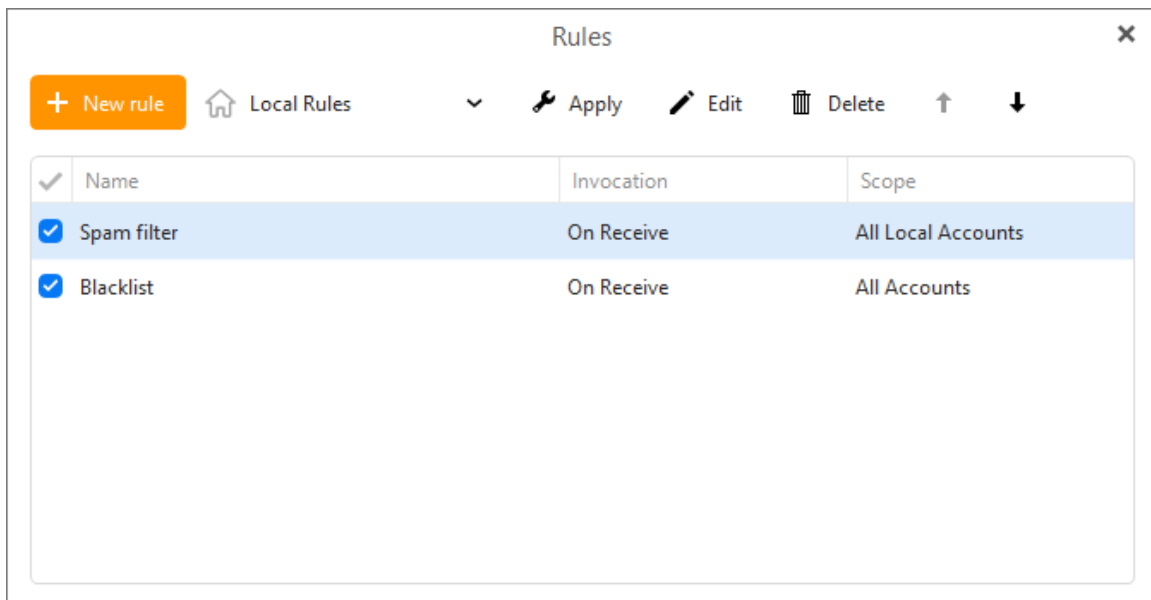 Rules
New rule Local Rules Apply Edit Delete
Name Invocation Scope
Spam filter On Receive All Local Accounts
Blacklist On Receive All Accounts